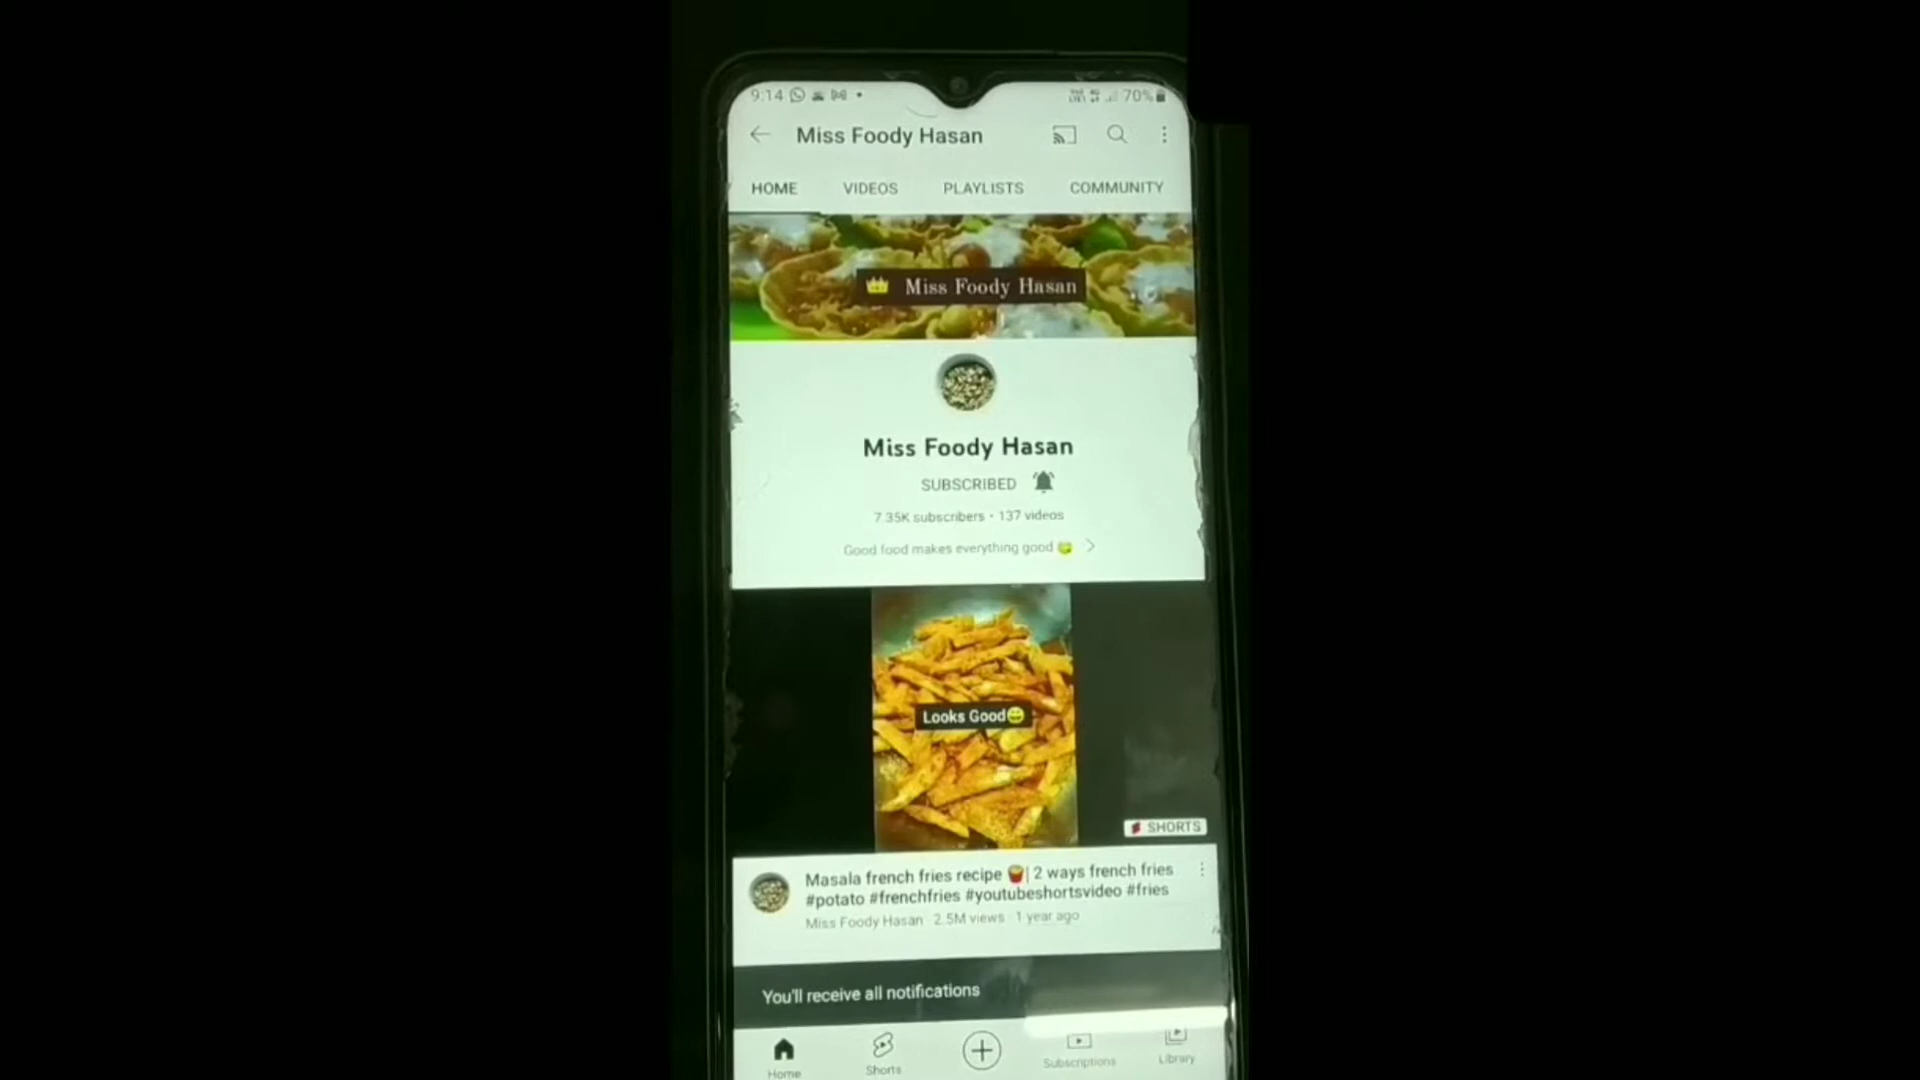 9:14
70%
Miss Foody Hasan
HOME VIDEOS PLAYLISTS COMMUNITY
Miss Foody Hasan
Miss Foody Hasan
SUBSCRIBED
7.35K subscribers • 137 videos
Good food makes everything good
Looks Good
SHORTS
Masala french fries recipe 🍟| 2 ways french fries
#potato #frenchfries #youtubeshortsvideo #fries
Miss Foody Hasan · 2.5M views · 1 year ago
You'll receive all notifications
Home Shorts Subscriptions Library